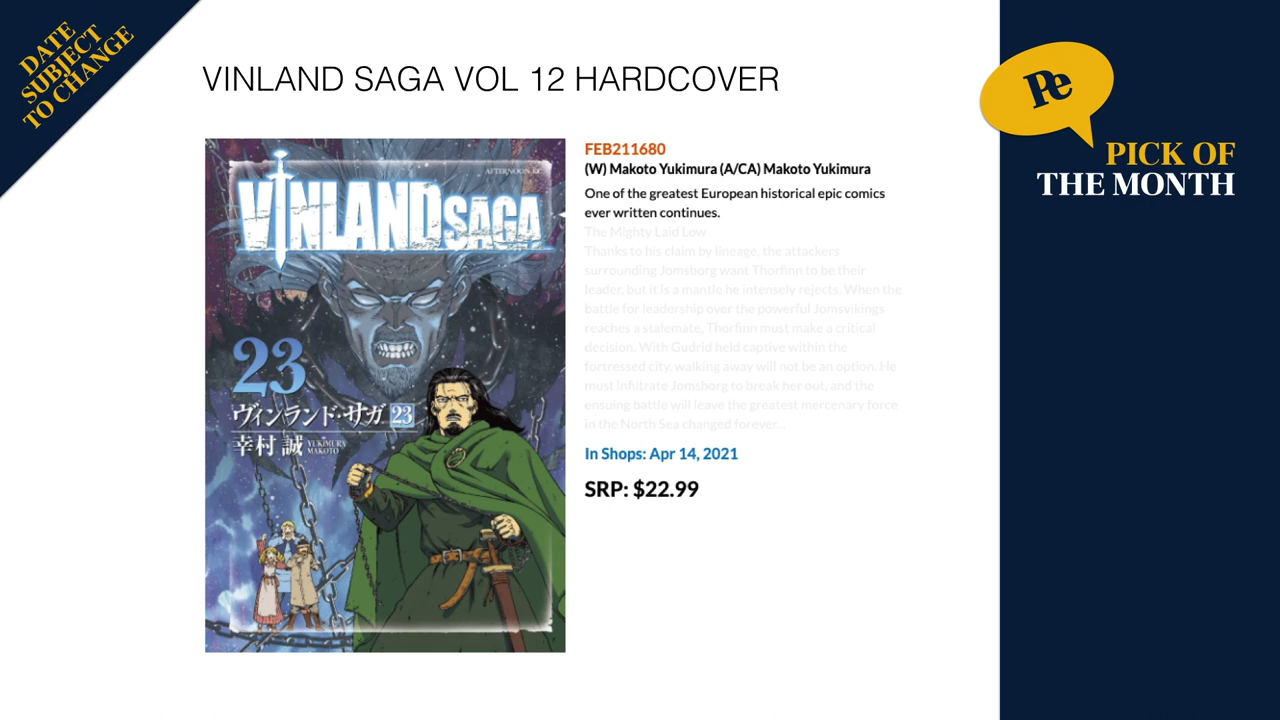 DATE
SUBJECT
TO CHANGE
VINLAND SAGA VOL 12 HARDCOVER
Pe
PICK OF
THE MONTH
AFTERNOON KC
VINLAND SAGA
23
ヴィンランド・サガ 23
幸村 誠 YUKIMURA
MAKOTO
FEB211680
(W) Makoto Yukimura (A/CA) Makoto Yukimura
One of the greatest European historical epic comics
ever written continues.
The Mighty Laid Low
Thanks to his claim by lineage, the attackers
surrounding Jomsborg want Thorfinn to be their
leader, but it is a mantle he intensely rejects. When the
battle for leadership over the powerful Jomsvikings
reaches a stalemate, Thorfinn must make a critical
decision. With Gudrid held captive within the
fortressed city, walking away will not be an option. He
must infiltrate Jomsborg to break her out, and the
ensuing battle will leave the greatest mercenary force
in the North Sea changed forever...
In Shops: Apr 14, 2021
SRP: $22.99